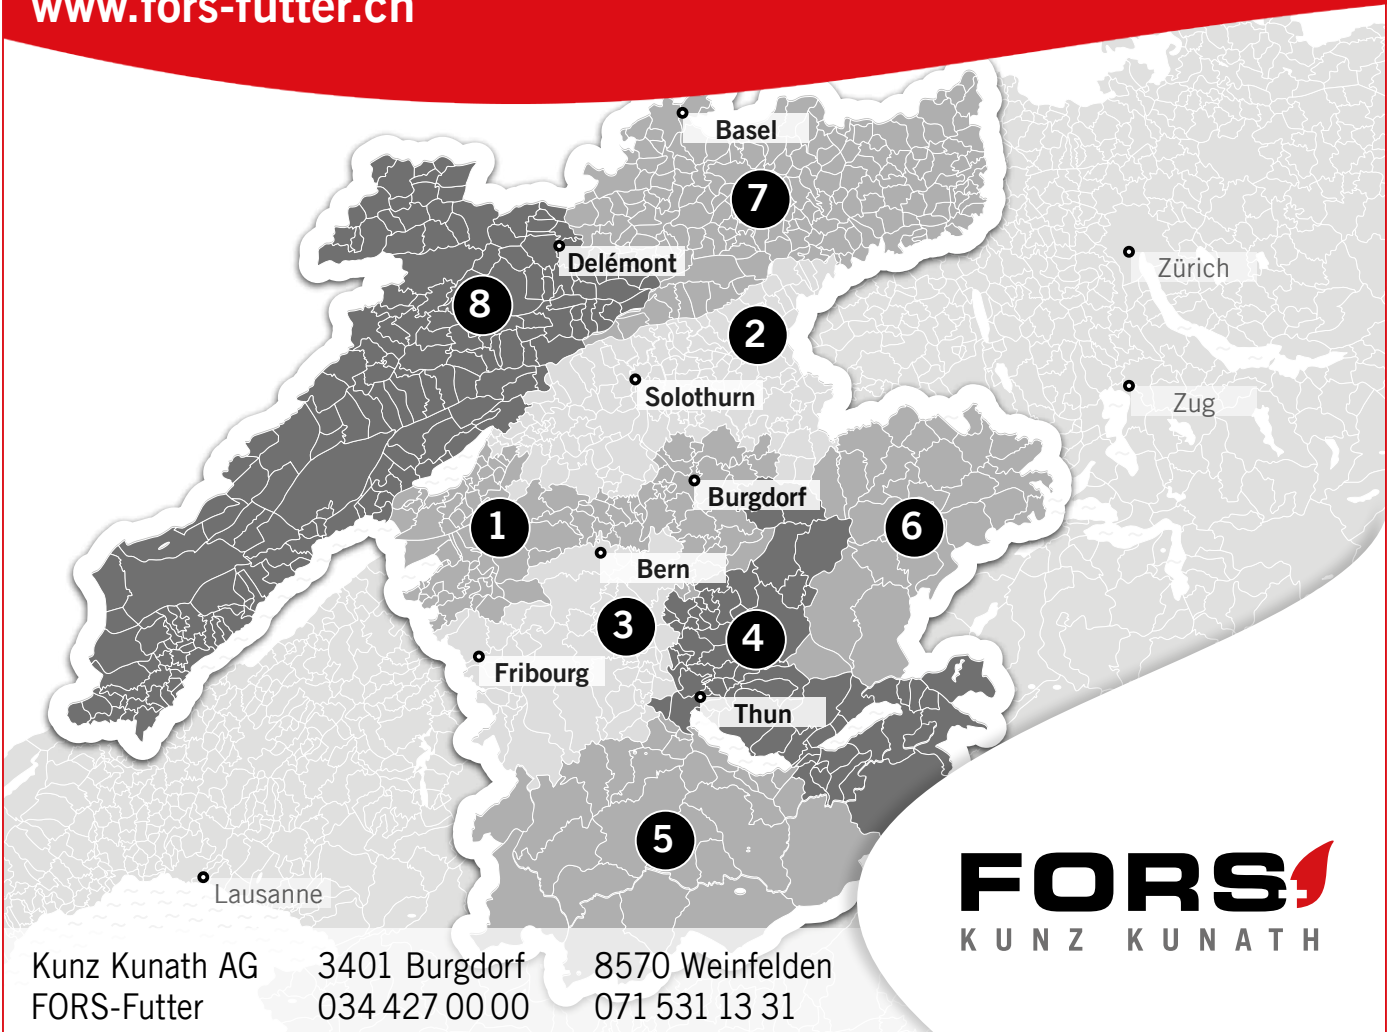 www.fors-futter.ch
Basel
7
Delémont
Zürich
8
2
Solothurn
Zug
Burgdorf
1
6
Bern
3
4
Fribourg
Thun
5
Lausanne
FORS
KUNZ KUNATH
Kunz Kunath AG 3401 Burgdorf 8570 Weinfelden
FORS-Futter 034 427 00 00 071 531 13 31